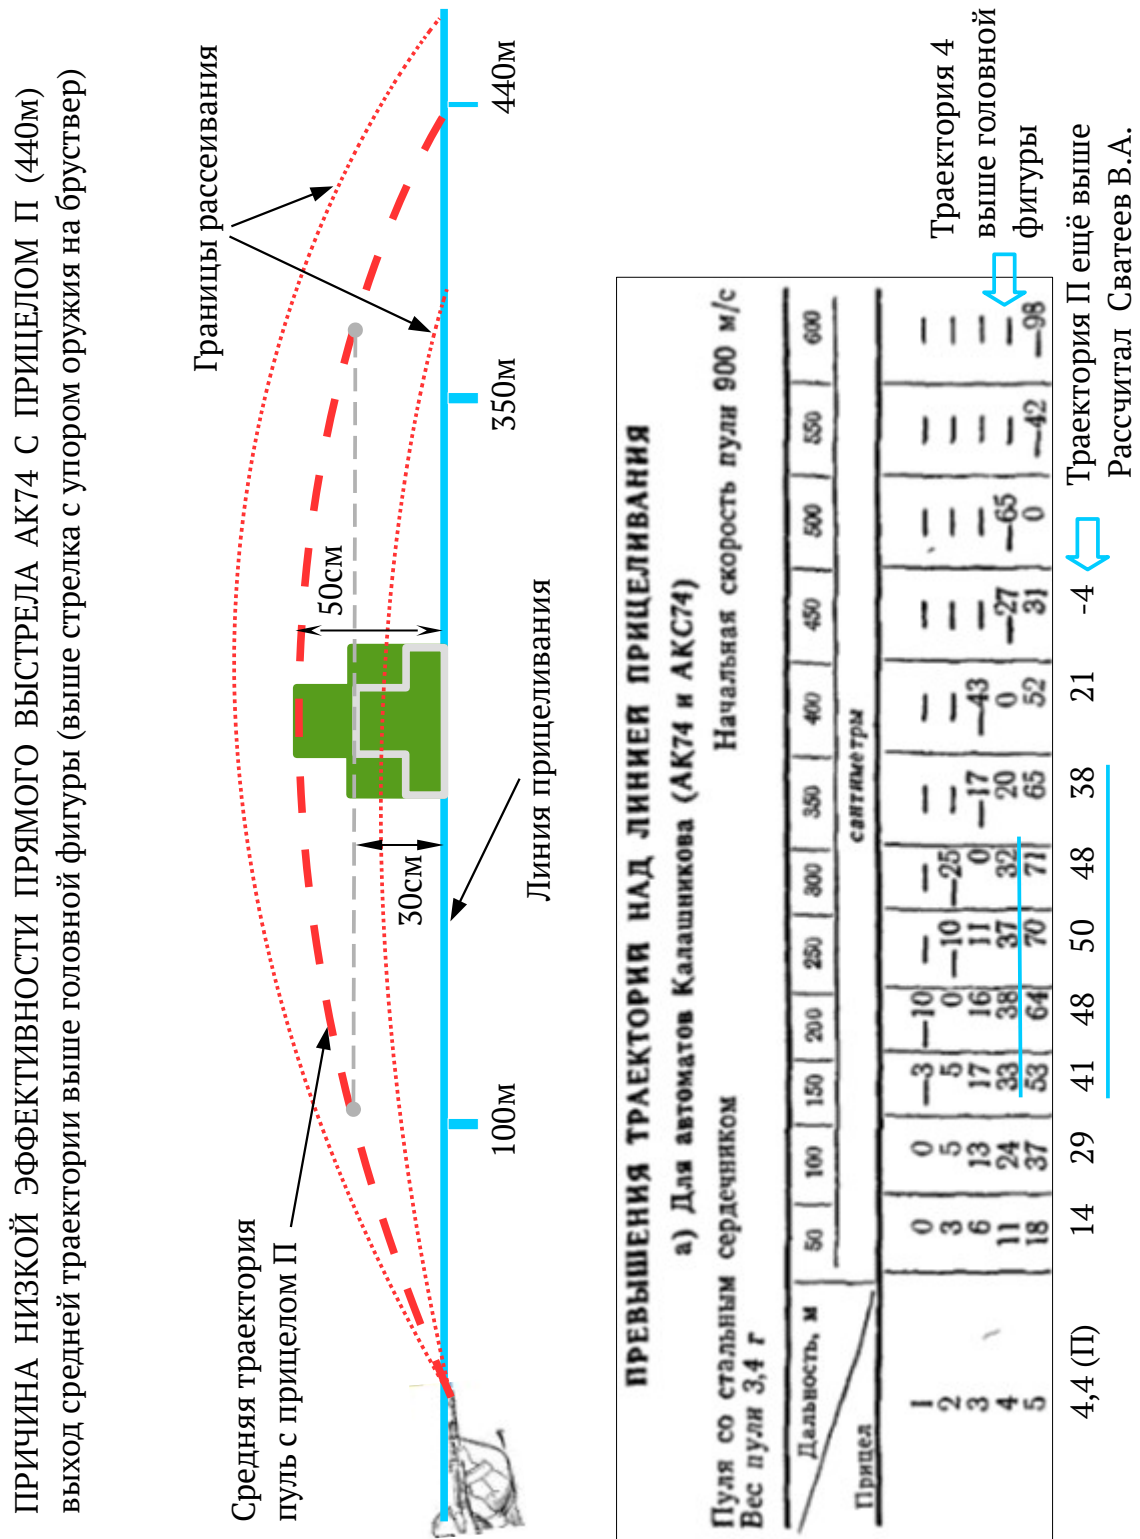 ПРИЧИНА НИЗКОЙ ЭФФЕКТИВНОСТИ ПРЯМОГО ВЫСТРЕЛА АК74 С ПРИЦЕЛОМ П (440м)
выход средней траектории выше головной фигуры (выше стрелка с упором оружия на бруствер)
Границы рассеивания
Средняя траектория
пуль с прицелом П
50см
30см
Линия прицеливания
100м
350м
440м
ПРЕВЫШЕНИЯ ТРАЕКТОРИЙ НАД ЛИНИЕЙ ПРИЦЕЛИВАНИЯ
а) Для автоматов Калашникова (АК74 и АКС74)
Пуля со стальным сердечником
Вес пули 3,4 г
Начальная скорость пули 900 м/с
Дальность, м 50 100 150 200 250 300 350 400 450 500 550 600
Прицел сантиметры
1 0 0 —3 —10 — — — — — — — —
2 3 5 5 0 —10 —25 — — — — — —
3 6 13 17 16 11 0 —17 —43 — — — —
4 11 24 33 38 37 32 20 0 —27 —65 — —
5 18 37 53 64 70 71 65 52 31 0 —42 —98
4,4 (П) 14 29 41 48 50 48 38 21 -4
Траектория 4
выше головной
фигуры
Траектория П ещё выше
Рассчитал Сватеев В.А.